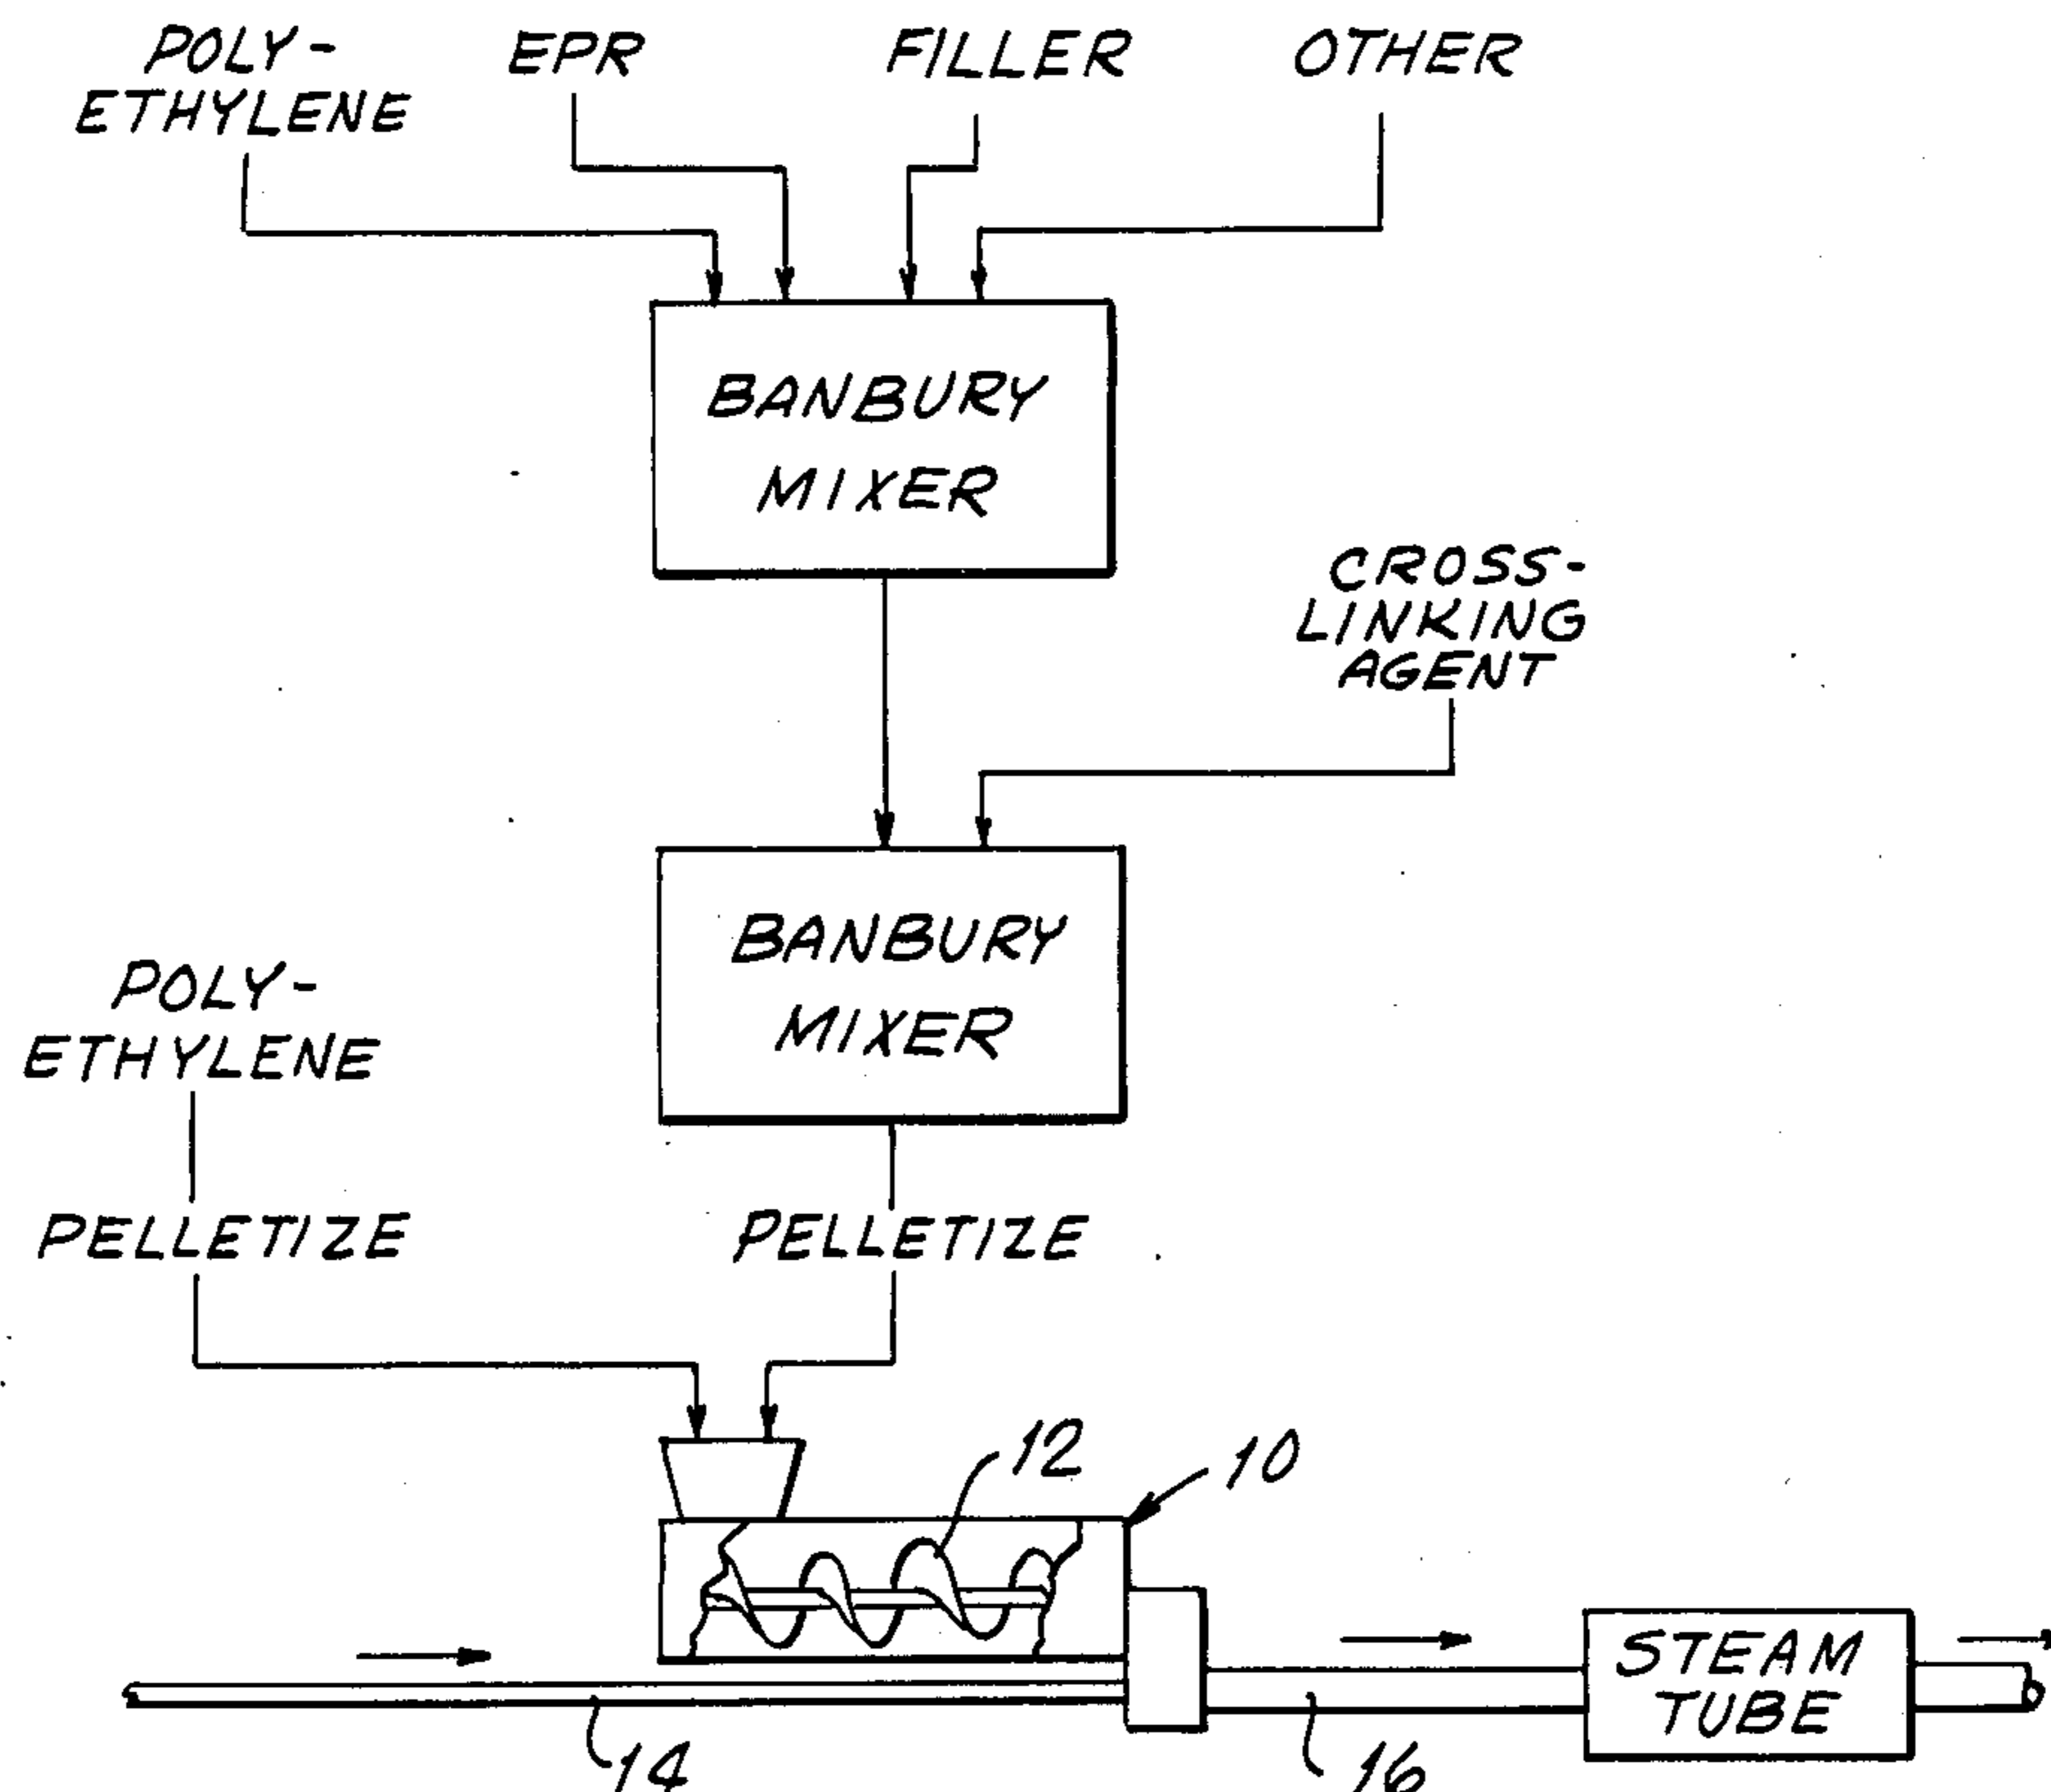 POLY-
ETHYLENE
EPR
FILLER
OTHER
BANBURY
MIXER
CROSS-
LINKING
AGENT
BANBURY
MIXER
POLY-
ETHYLENE
PELLETIZE
PELLETIZE
12
10
14
16
STEAM
TUBE